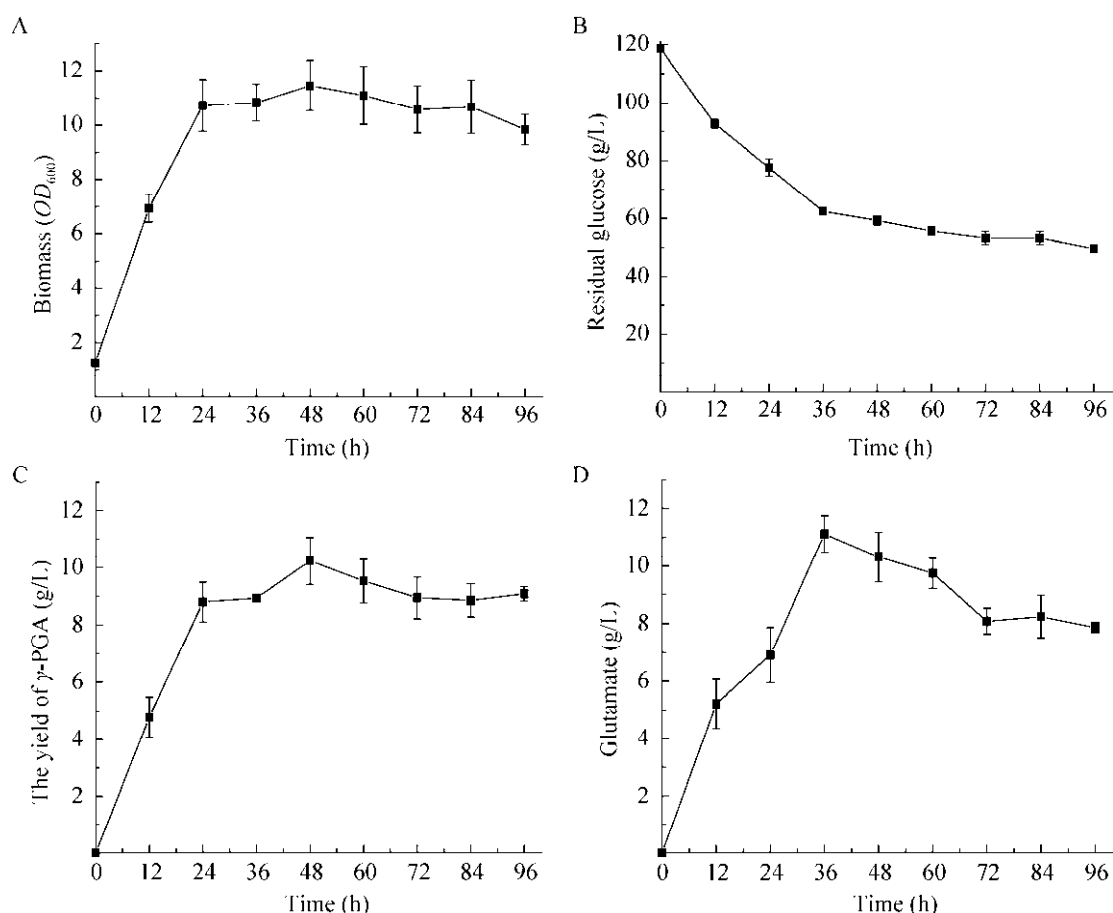 A
Biomass (OD600)
12
10
8
6
4
2
0 12 24 36 48 60 72 84 96
Time (h)
B
Residual glucose (g/L)
120
100
80
60
40
20
0 12 24 36 48 60 72 84 96
Time (h)
C
The yield of γ-PGA (g/L)
12
10
8
6
4
2
0 12 24 36 48 60 72 84 96
Time (h)
D
Glutamate (g/L)
12
10
8
6
4
2
0 12 24 36 48 60 72 84 96
Time (h)